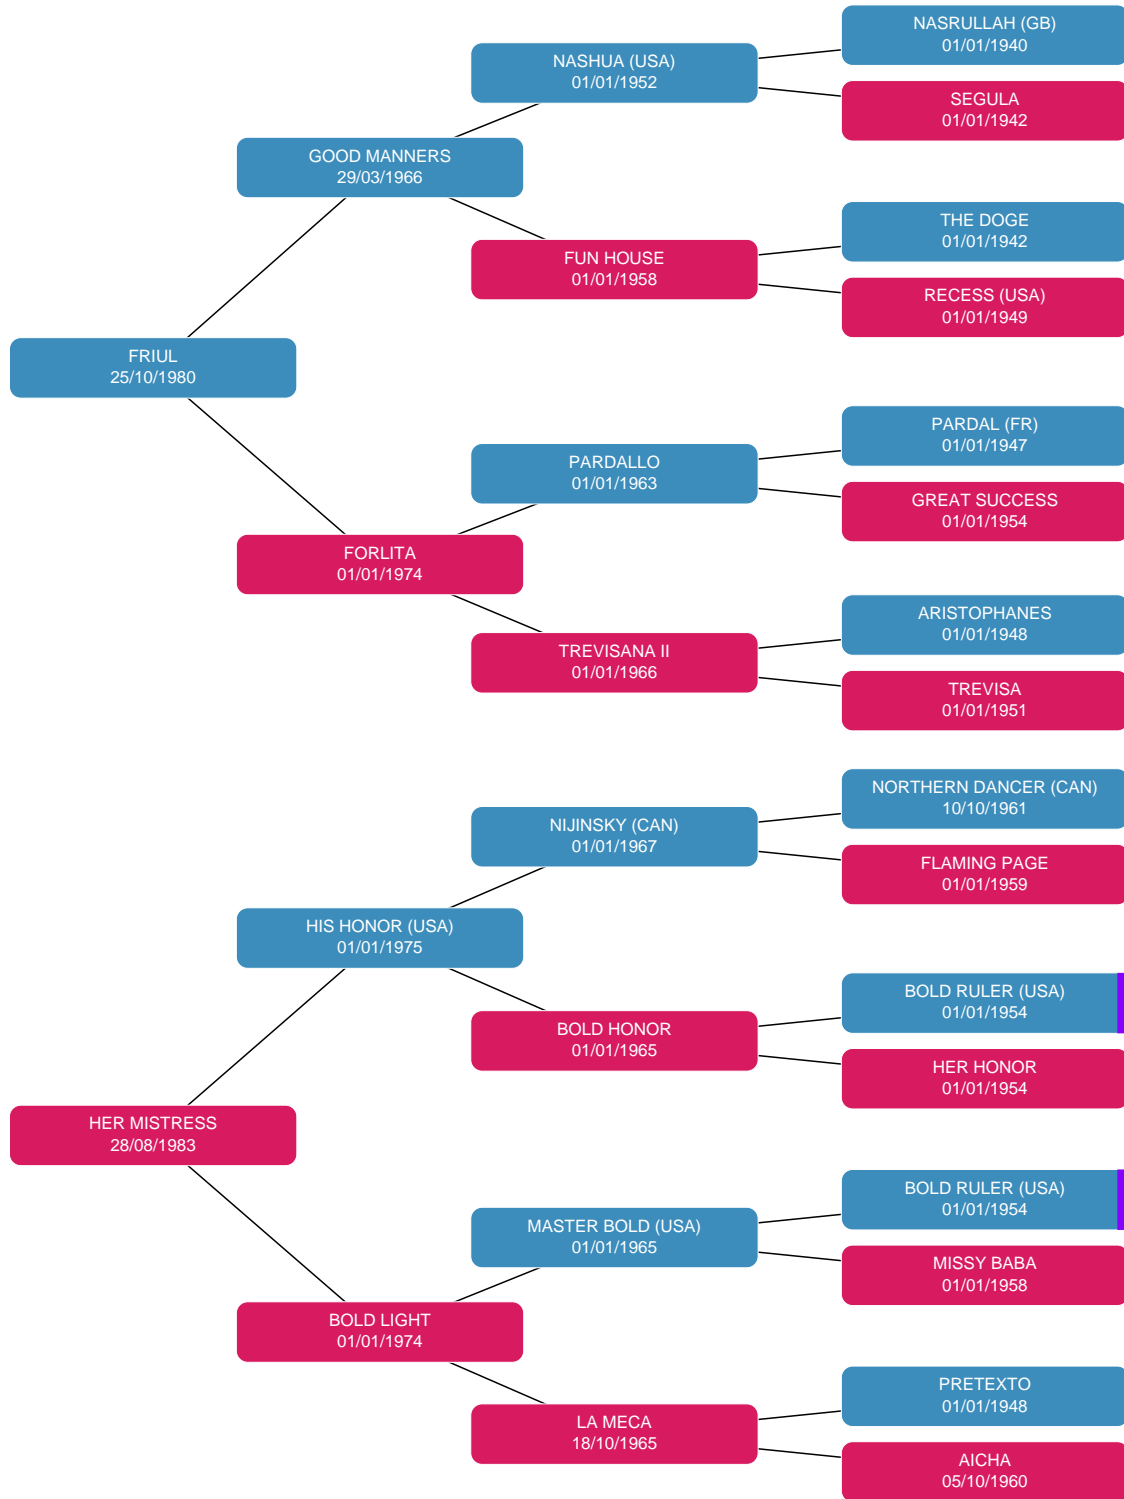 NASRULLAH (GB)
01/01/1940
NASHUA (USA)
01/01/1952
SEGULA
01/01/1942
GOOD MANNERS
29/03/1966
THE DOGE
01/01/1942
FUN HOUSE
01/01/1958
RECESS (USA)
01/01/1949
FRIUL
25/10/1980
PARDAL (FR)
01/01/1947
PARDALLO
01/01/1963
GREAT SUCCESS
01/01/1954
FORLITA
01/01/1974
ARISTOPHANES
01/01/1948
TREVISANA II
01/01/1966
TREVISA
01/01/1951
NORTHERN DANCER (CAN)
10/10/1961
NIJINSKY (CAN)
01/01/1967
FLAMING PAGE
01/01/1959
HIS HONOR (USA)
01/01/1975
BOLD RULER (USA)
01/01/1954
BOLD HONOR
01/01/1965
HER HONOR
01/01/1954
HER MISTRESS
28/08/1983
BOLD RULER (USA)
01/01/1954
MASTER BOLD (USA)
01/01/1965
MISSY BABA
01/01/1958
BOLD LIGHT
01/01/1974
PRETEXTO
01/01/1948
LA MECA
18/10/1965
AICHA
05/10/1960